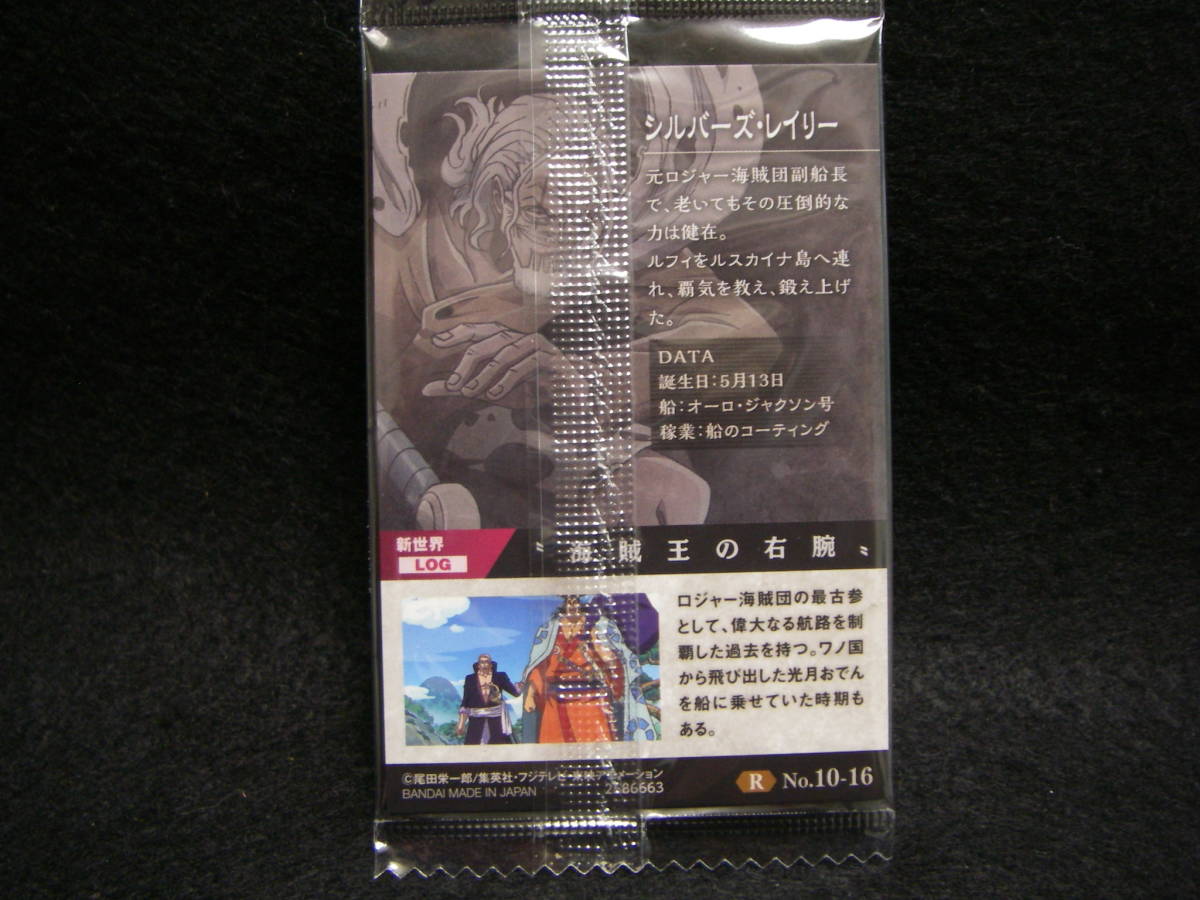 シルバーズ・レイリー
元ロジャー海賊団副船長
で、老いてもその圧倒的な
力は健在。
ルフィをルスカイナ島へ連
れ、覇気を教え、鍛え上げ
た。
DATA
誕生日:5月13日
船:オーロ・ジャクソン号
稼業:船のコーティング
新世界
LOG
〝海賊王の右腕〟
ロジャー海賊団の最古参
として、偉大なる航路を制
覇した過去を持つ。ワノ国
から飛び出した光月おでん
を船に乗せていた時期も
ある。
©尾田栄一郎/集英社・フジテレビ・東映アニメーション
BANDAI MADE IN JAPAN
R No.10-16